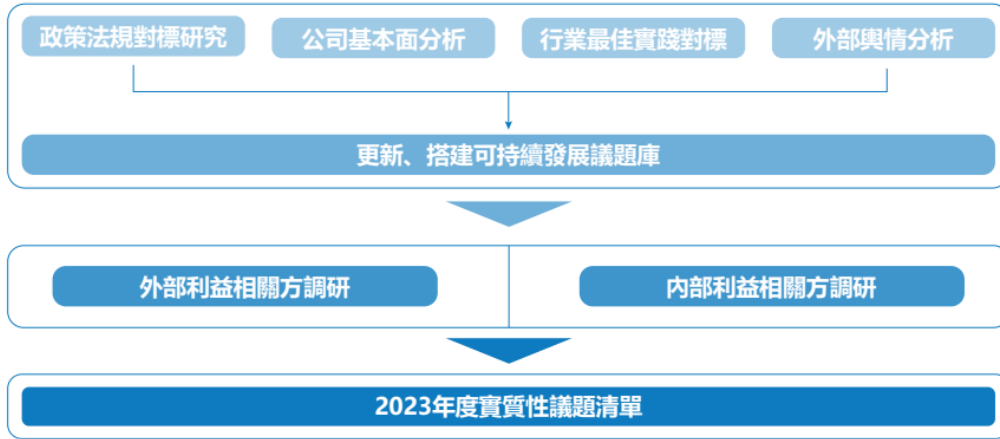 政策法規對標研究
公司基本面分析
行業最佳實踐對標
外部輿情分析
更新、搭建可持續發展議題庫
外部利益相關方調研
內部利益相關方調研
2023年度實質性議題清單